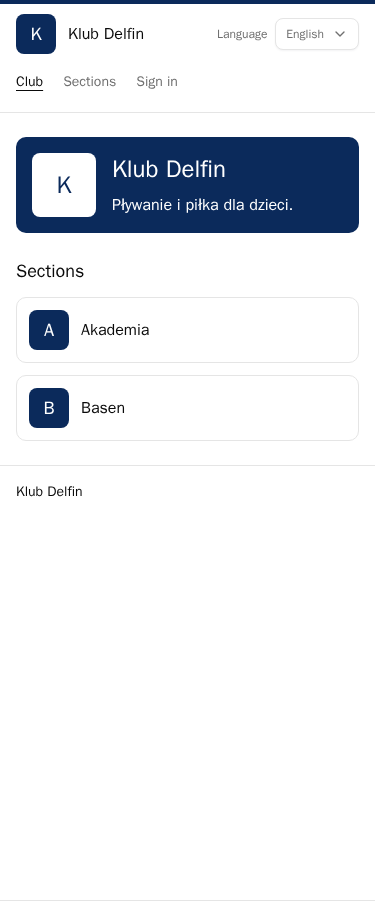 K Klub Delfin Language English
Club Sections Sign in
K Klub Delfin
Pływanie i piłka dla dzieci.
Sections
A Akademia
B Basen
Klub Delfin